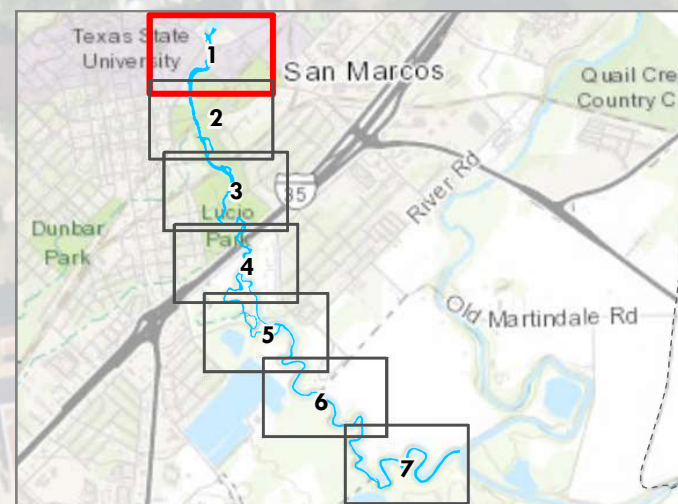 Texas State
University
1
San Marcos
Quail Cre
Country C
2
3
35
River Rd
Lucio
Park
Dunbar
Park
4
Old Martindale Rd
5
6
7